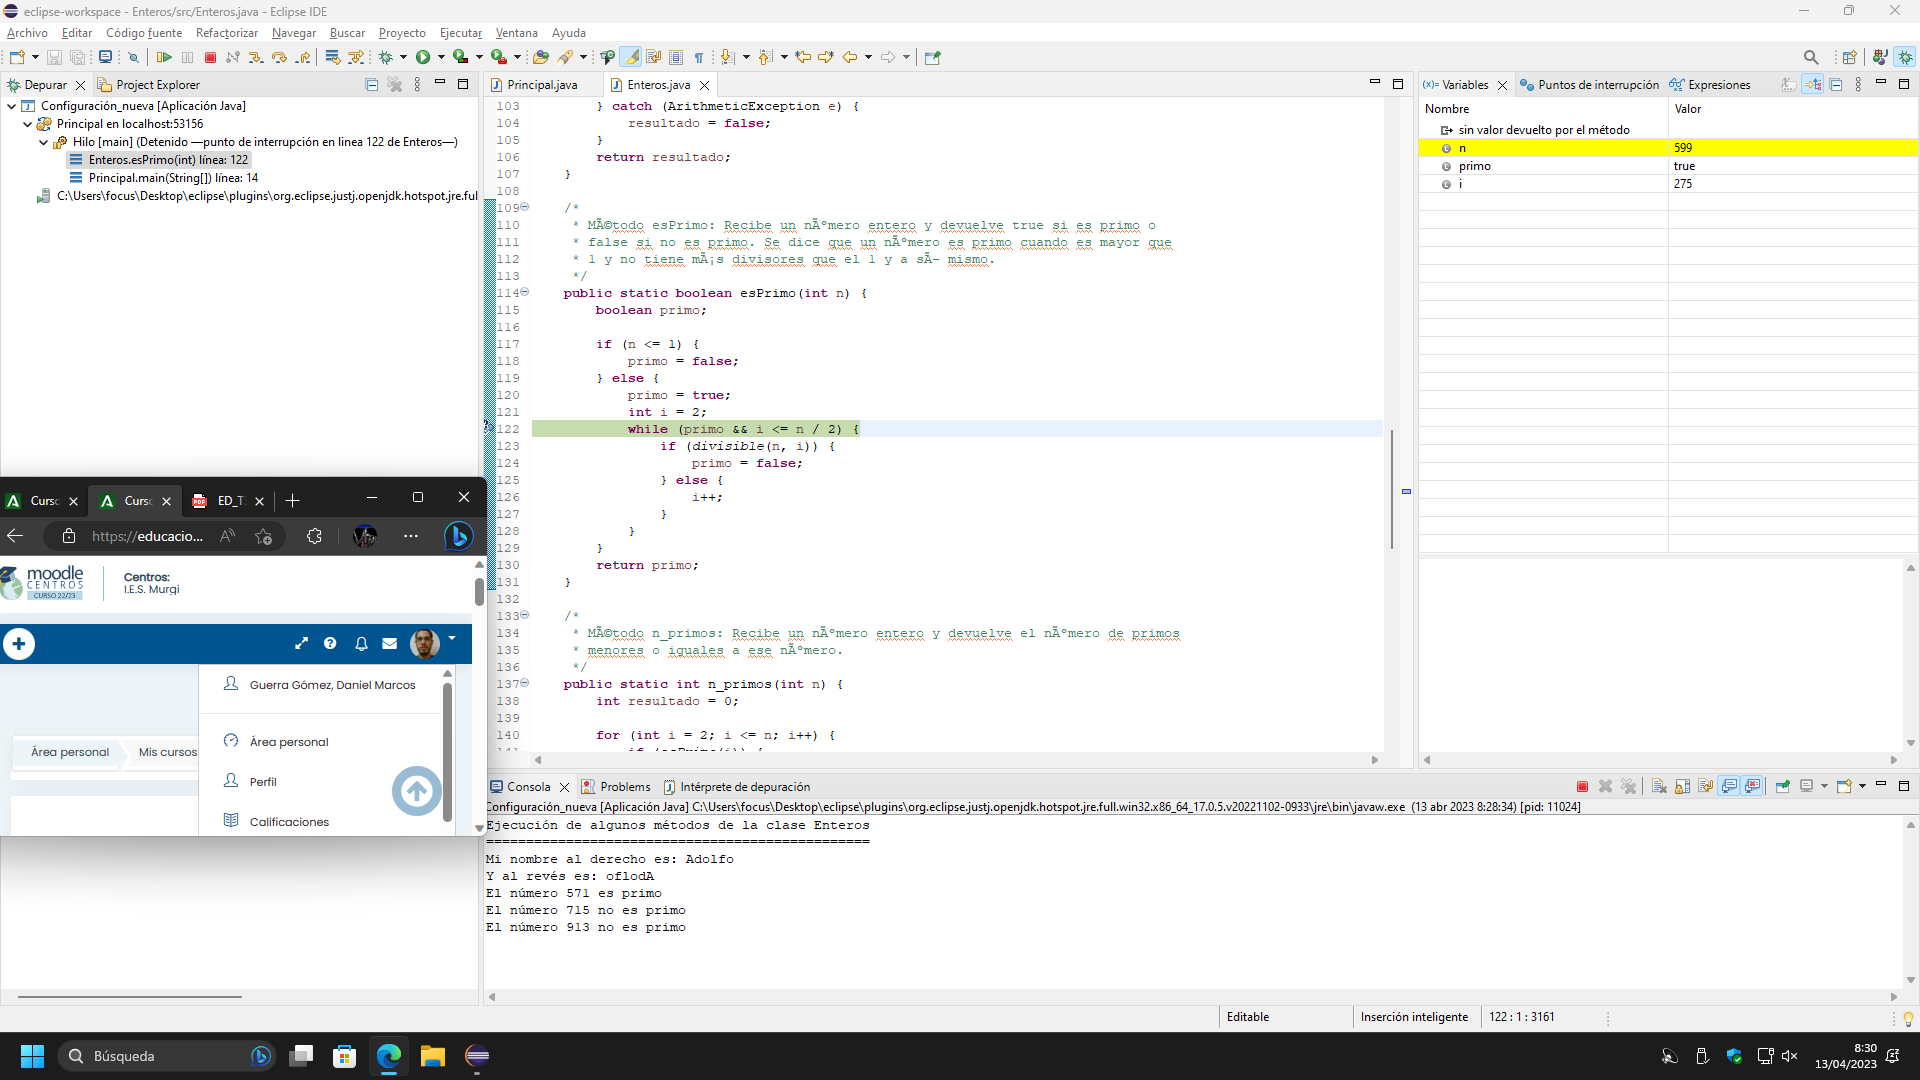 eclipse-workspace - Enteros/src/Enteros.java - Eclipse IDE
Archivo Editar Código fuente Refactorizar Navegar Buscar Proyecto Ejecutar Ventana Ayuda
Depurar Project Explorer
Configuración_nueva [Aplicación Java]
Principal en localhost:53156
Hilo [main] (Detenido —punto de interrupción en linea 122 de Enteros—)
Enteros.esPrimo(int) línea: 122
Principal.main(String[]) línea: 14
C:\Users\focus\Desktop\eclipse\plugins\org.eclipse.justj.openjdk.hotspot.jre.ful
Principal.java Enteros.java
103 } catch (ArithmeticException e) {
104 resultado = false;
105 }
106 return resultado;
107 }
108
109 /*
110 * MÃ©todo esPrimo: Recibe un nÃºmero entero y devuelve true si es primo o
111 * false si no es primo. Se dice que un nÃºmero es primo cuando es mayor que
112 * 1 y no tiene mÃ¡s divisores que el 1 y a sÃ- mismo.
113 */
114 public static boolean esPrimo(int n) {
115 boolean primo;
116
117 if (n <= 1) {
118 primo = false;
119 } else {
120 primo = true;
121 int i = 2;
122 while (primo && i <= n / 2) {
123 if (divisible(n, i)) {
124 primo = false;
125 } else {
126 i++;
127 }
128 }
129 }
130 return primo;
131 }
132
133 /*
134 * MÃ©todo n_primos: Recibe un nÃºmero entero y devuelve el nÃºmero de primos
135 * menores o iguales a ese nÃºmero.
136 */
137 public static int n_primos(int n) {
138 int resultado = 0;
139
140 for (int i = 2; i <= n; i++) {
141 if (esPrimo(i)) {
(x)= Variables Puntos de interrupción Expresiones
Nombre Valor
sin valor devuelto por el método
n 599
primo true
i 275
Curso Curso ED_T
https://educacio...
moodle
CENTROS
CURSO 22/23
Centros:
I.E.S. Murgi
Guerra Gómez, Daniel Marcos
Área personal
Área personal Mis cursos
Perfil
Calificaciones
Consola Problems Intérprete de depuración
Configuración_nueva [Aplicación Java] C:\Users\focus\Desktop\eclipse\plugins\org.eclipse.justj.openjdk.hotspot.jre.full.win32.x86_64_17.0.5.v20221102-0933\jre\bin\javaw.exe (13 abr 2023 8:28:34) [pid: 11024]
Ejecución de algunos métodos de la clase Enteros
================================================
Mi nombre al derecho es: Adolfo
Y al revés es: oflodA
El número 571 es primo
El número 715 no es primo
El número 913 no es primo
Editable Inserción inteligente 122 : 1 : 3161
Búsqueda
8:30
13/04/2023